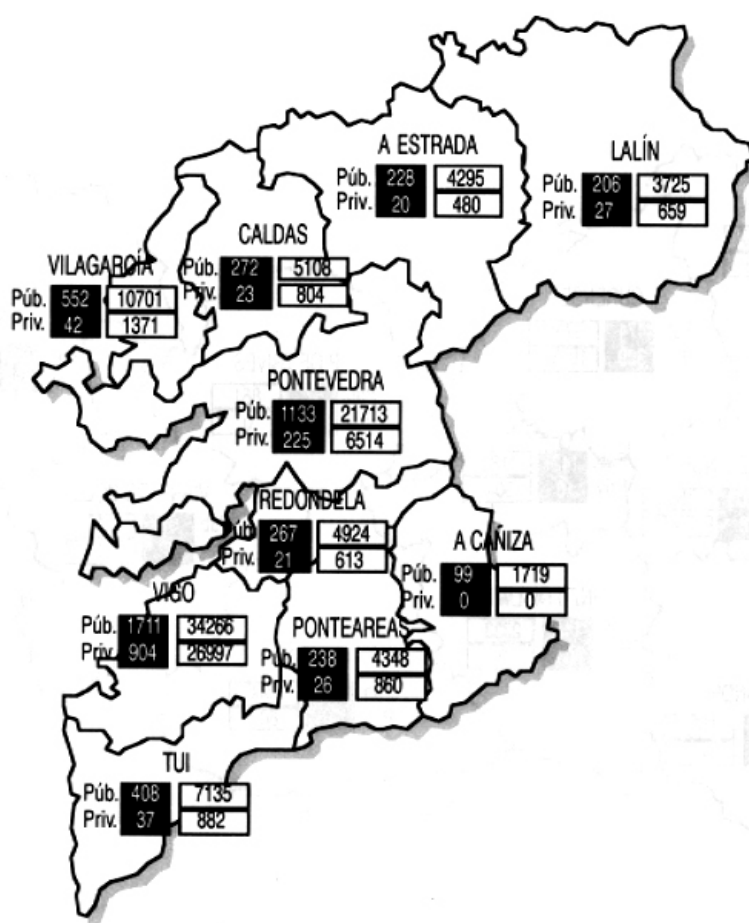 A ESTRADA
Púb. 228 4295
Priv. 20 480
LALÍN
Púb. 206 3725
Priv. 27 659
CALDAS
Púb. 272 5108
Priv. 23 804
VILAGARCÍA
Púb. 552 10701
Priv. 42 1371
PONTEVEDRA
Púb. 1133 21713
Priv. 225 6514
REDONDELA
Púb. 267 4924
Priv. 21 613
A CAÑIZA
Púb. 99 1719
Priv. 0 0
VIGO
Púb. 1711 34266
Priv. 904 26997
PONTEAREAS
Púb. 238 4348
Priv. 26 860
TUI
Púb. 408 7135
Priv. 37 882